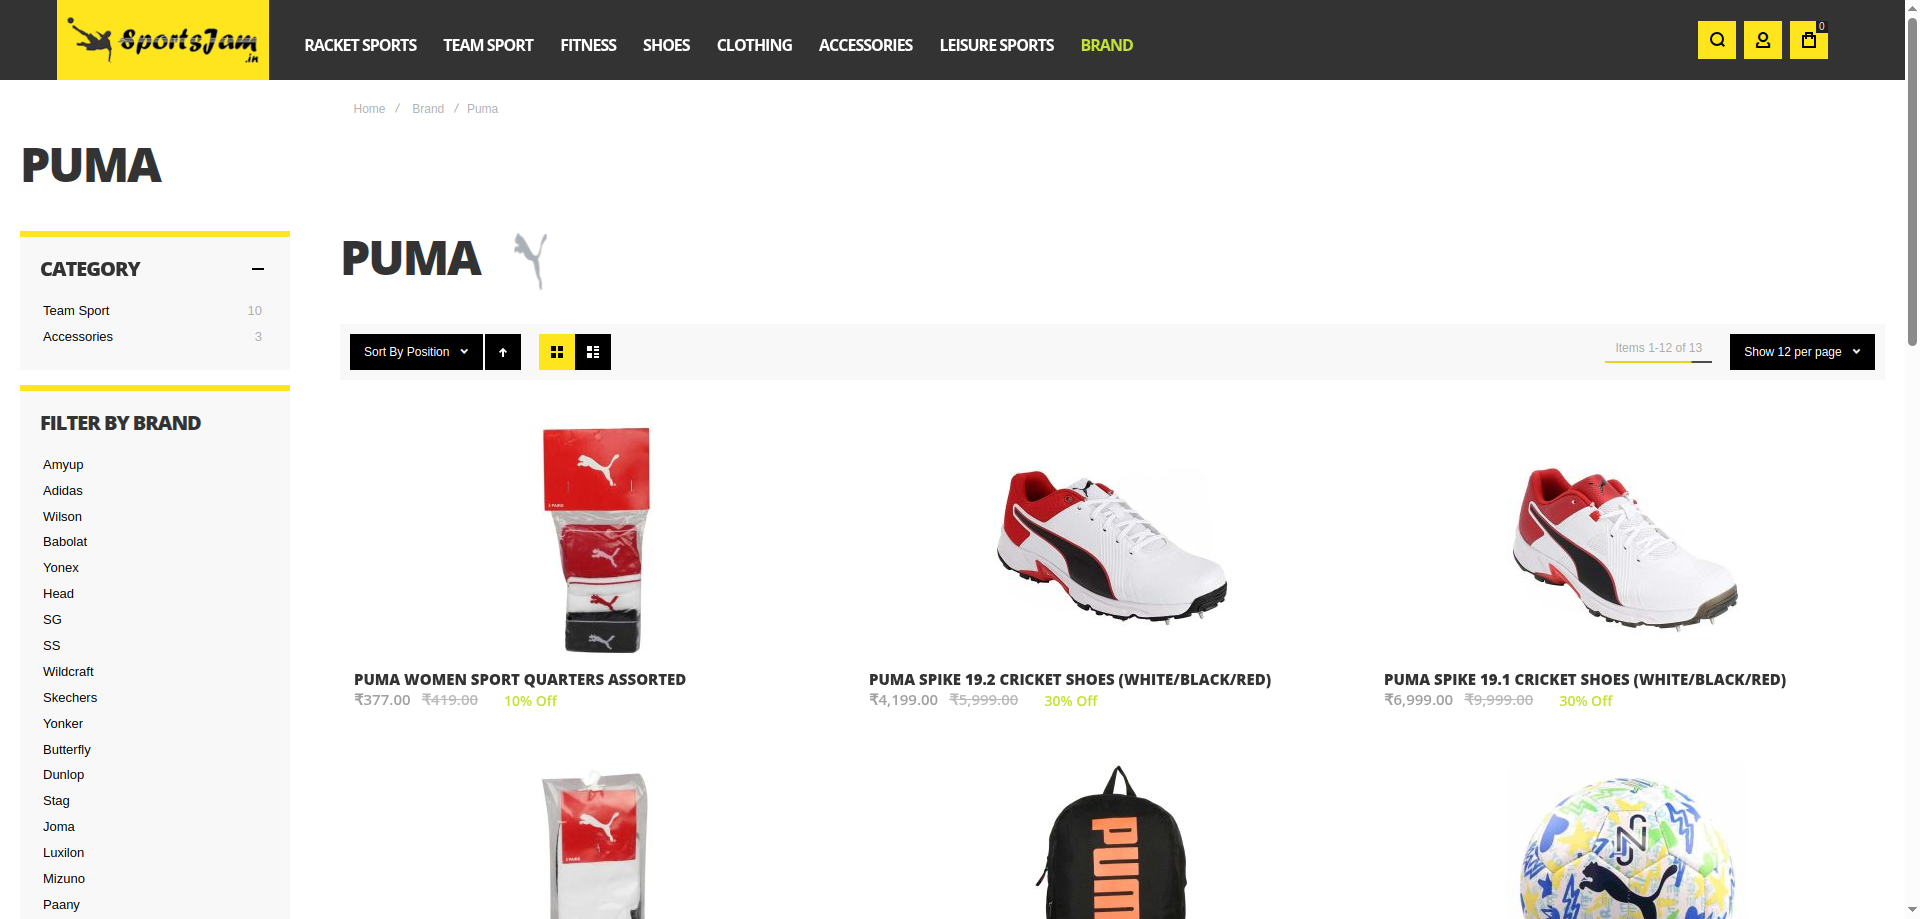 SportsJam
.in
RACKET SPORTS TEAM SPORT FITNESS SHOES CLOTHING ACCESSORIES LEISURE SPORTS BRAND
0
Home / Brand / Puma
PUMA
CATEGORY
Team Sport 10
Accessories 3
FILTER BY BRAND
Amyup
Adidas
Wilson
Babolat
Yonex
Head
SG
SS
Wildcraft
Skechers
Yonker
Butterfly
Dunlop
Stag
Joma
Luxilon
Mizuno
Paany
PUMA
Sort By Position
Items 1-12 of 13
Show 12 per page
PUMA WOMEN SPORT QUARTERS ASSORTED
₹377.00 ₹419.00 10% Off
PUMA SPIKE 19.2 CRICKET SHOES (WHITE/BLACK/RED)
₹4,199.00 ₹5,999.00 30% Off
PUMA SPIKE 19.1 CRICKET SHOES (WHITE/BLACK/RED)
₹6,999.00 ₹9,999.00 30% Off